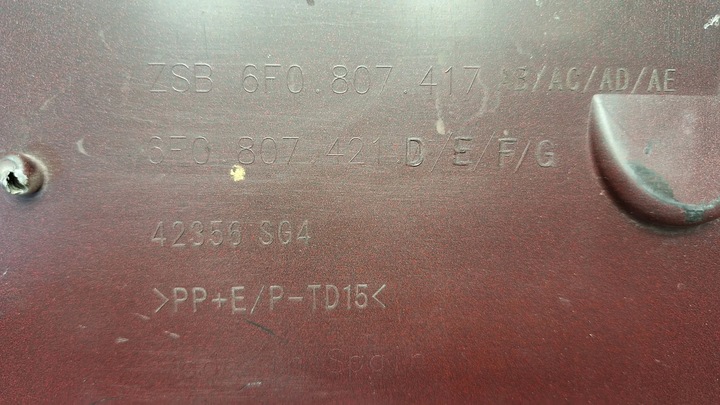 ZSB 6F0.807.417 B/AC/AD/AE
6F0.807.421 D/E/F/G
42356 SG4
>PP+E/P-TD15<